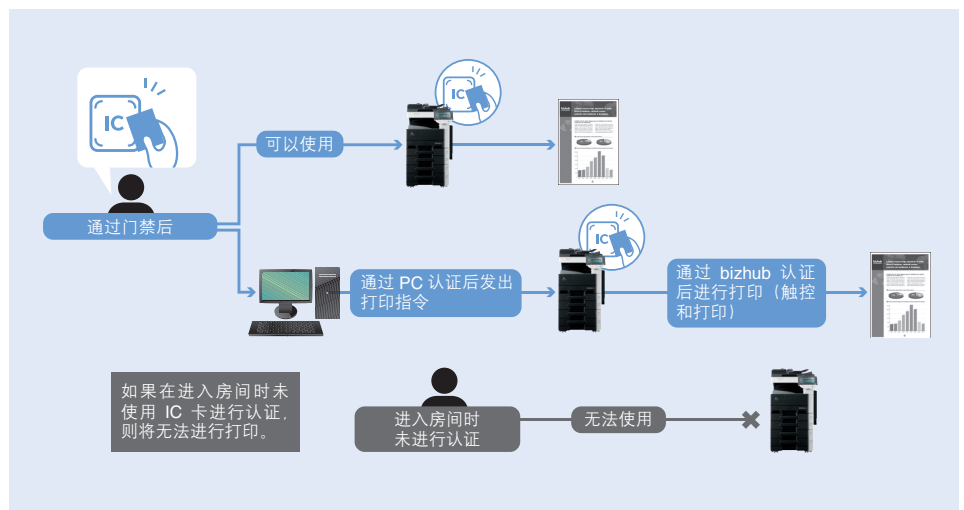 IC
IC
可以使用
通过门禁后
IC
通过 PC 认证后发出
打印指令
通过 bizhub 认证
后进行打印（触控
和打印）
如果在进入房间时未
使用 IC 卡进行认证，
则将无法进行打印。
进入房间时
未进行认证
无法使用